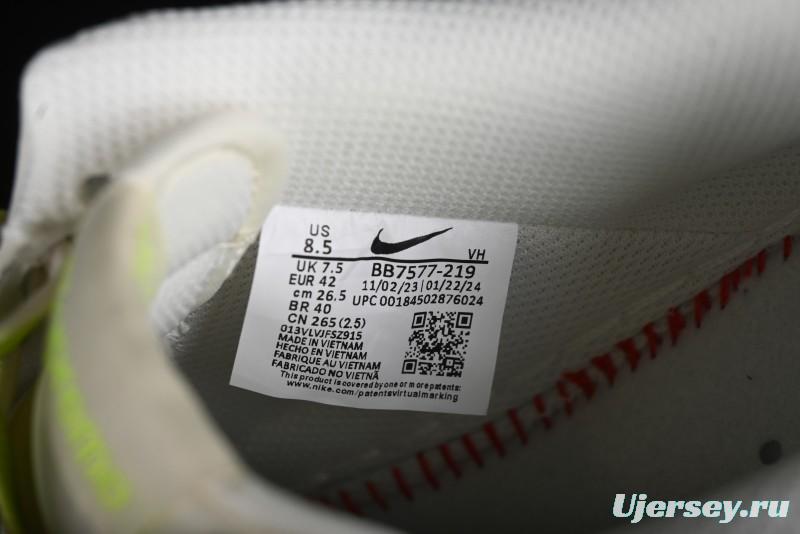 US
8.5
VH
UK 7.5
BB7577-219
EUR 42
11/02/23 | 01/22/24
cm 26.5
UPC 00184502876024
BR 40
CN 265 (2.5)
013VLVJFSZ915
MADE IN VIETNAM
HECHO EN VIETNAM
FABRIQUE AU VIETNAM
FABRICADO NO VIETNÃ
This product is covered by one or more patents:
www.nike.com/patentsvirtualmarking
Ujersey.ru